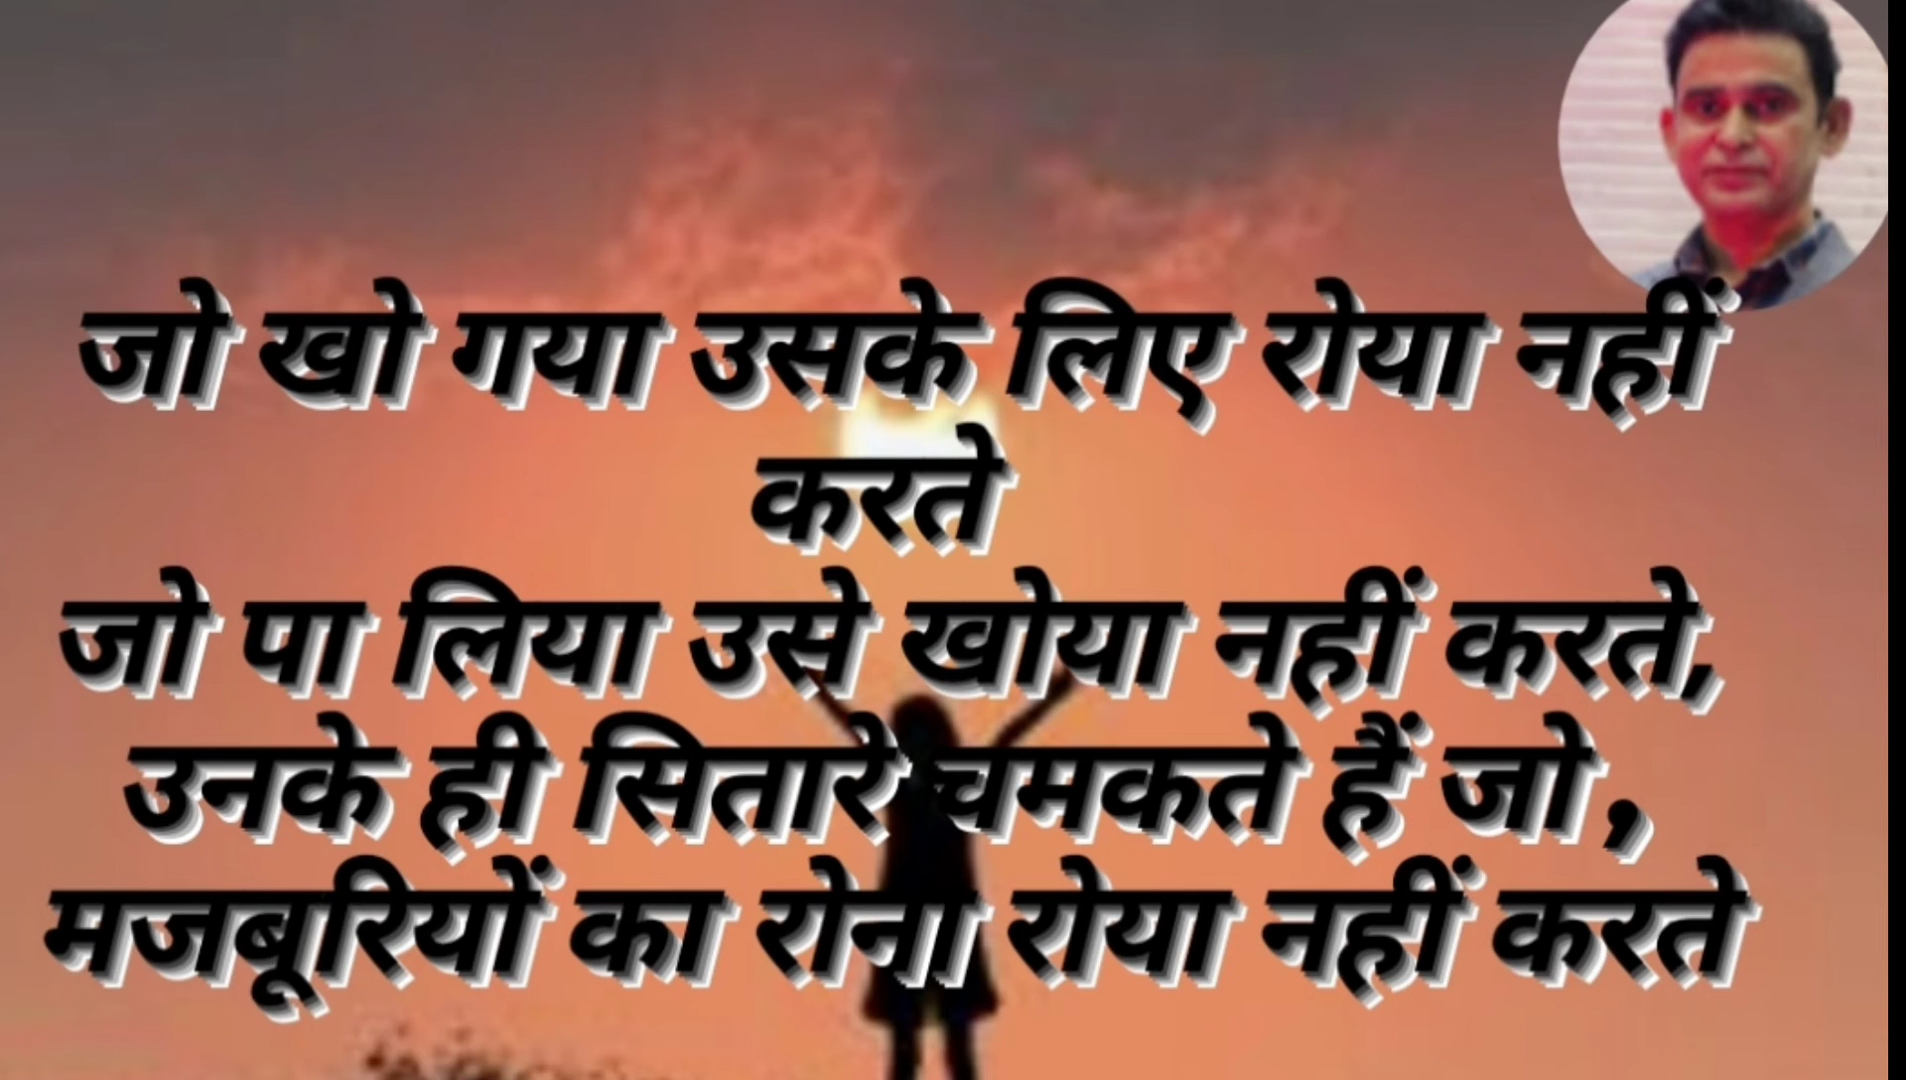 जो खो गया उसके लिए रोया नहीं
करते
जो पा लिया उसे खोया नहीं करते,
उनके ही सितारे चमकते हैं जो ,
मजबूरियों का रोना रोया नहीं करते